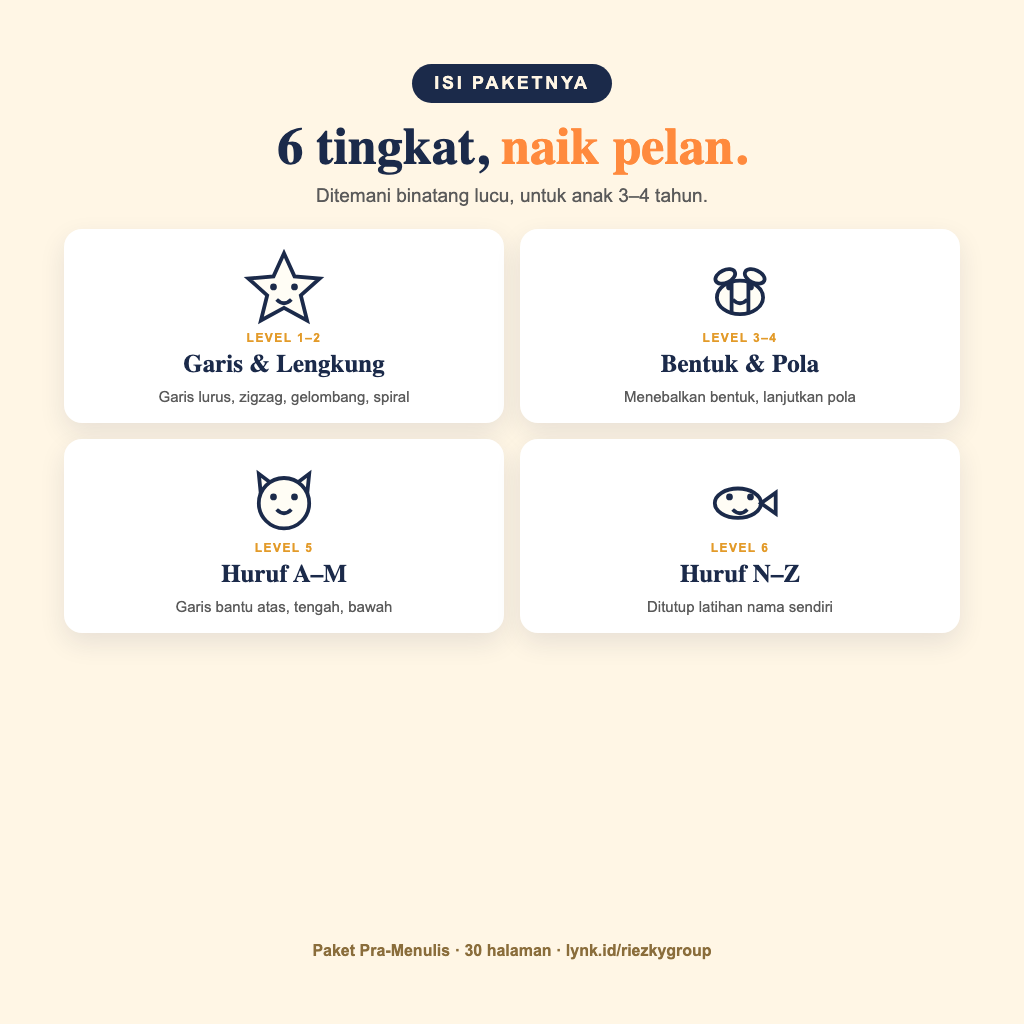 ISI PAKETNYA
6 tingkat, naik pelan.
Ditemani binatang lucu, untuk anak 3–4 tahun.
LEVEL 1–2
Garis & Lengkung
Garis lurus, zigzag, gelombang, spiral
LEVEL 3–4
Bentuk & Pola
Menebalkan bentuk, lanjutkan pola
LEVEL 5
Huruf A–M
Garis bantu atas, tengah, bawah
LEVEL 6
Huruf N–Z
Ditutup latihan nama sendiri
Paket Pra-Menulis · 30 halaman · lynk.id/riezkygroup